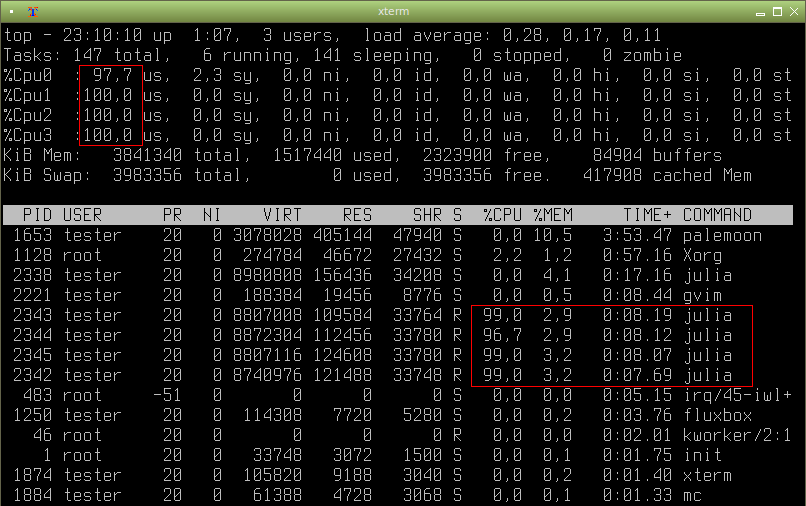 xterm
top - 23:10:10 up  1:07,  3 users,  load average: 0,28, 0,17, 0,11
Tasks: 147 total,   6 running, 141 sleeping,   0 stopped,   0 zombie
%Cpu0  : 97,7 us,  2,3 sy,  0,0 ni,  0,0 id,  0,0 wa,  0,0 hi,  0,0 si,  0,0 st
%Cpu1  :100,0 us,  0,0 sy,  0,0 ni,  0,0 id,  0,0 wa,  0,0 hi,  0,0 si,  0,0 st
%Cpu2  :100,0 us,  0,0 sy,  0,0 ni,  0,0 id,  0,0 wa,  0,0 hi,  0,0 si,  0,0 st
%Cpu3  :100,0 us,  0,0 sy,  0,0 ni,  0,0 id,  0,0 wa,  0,0 hi,  0,0 si,  0,0 st
KiB Mem:   3841340 total,  1517440 used,  2323900 free,    84904 buffers
KiB Swap:  3983356 total,        0 used,  3983356 free.   417908 cached Mem
PID USER      PR  NI    VIRT    RES    SHR S  %CPU %MEM     TIME+ COMMAND
1653 tester    20   0 3078028 405144  47940 S   0,0 10,5   3:53.47 palemoon
1128 root      20   0  274784  46672  27432 S   2,2  1,2   0:57.16 Xorg
2338 tester    20   0 8980808 156436  34208 S   0,0  4,1   0:17.16 julia
2221 tester    20   0  188384  19456   8776 S   0,0  0,5   0:08.44 gvim
2343 tester    20   0 8807008 109584  33764 R  99,0  2,9   0:08.19 julia
2344 tester    20   0 8872304 112456  33780 R  96,7  2,9   0:08.12 julia
2345 tester    20   0 8807116 124608  33780 R  99,0  3,2   0:08.07 julia
2342 tester    20   0 8740976 121488  33748 R  99,0  3,2   0:07.69 julia
483 root     -51   0       0      0      0 S   0,0  0,0   0:05.15 irq/45-iwl+
1250 tester    20   0  114308   7720   5280 S   0,0  0,2   0:03.76 fluxbox
46 root      20   0       0      0      0 R   0,0  0,0   0:02.01 kworker/2:1
1 root      20   0   33748   3072   1500 S   0,0  0,1   0:01.75 init
1874 tester    20   0  105820   9188   3040 S   0,0  0,2   0:01.40 xterm
1884 tester    20   0   61388   4728   3068 S   0,0  0,1   0:01.33 mc